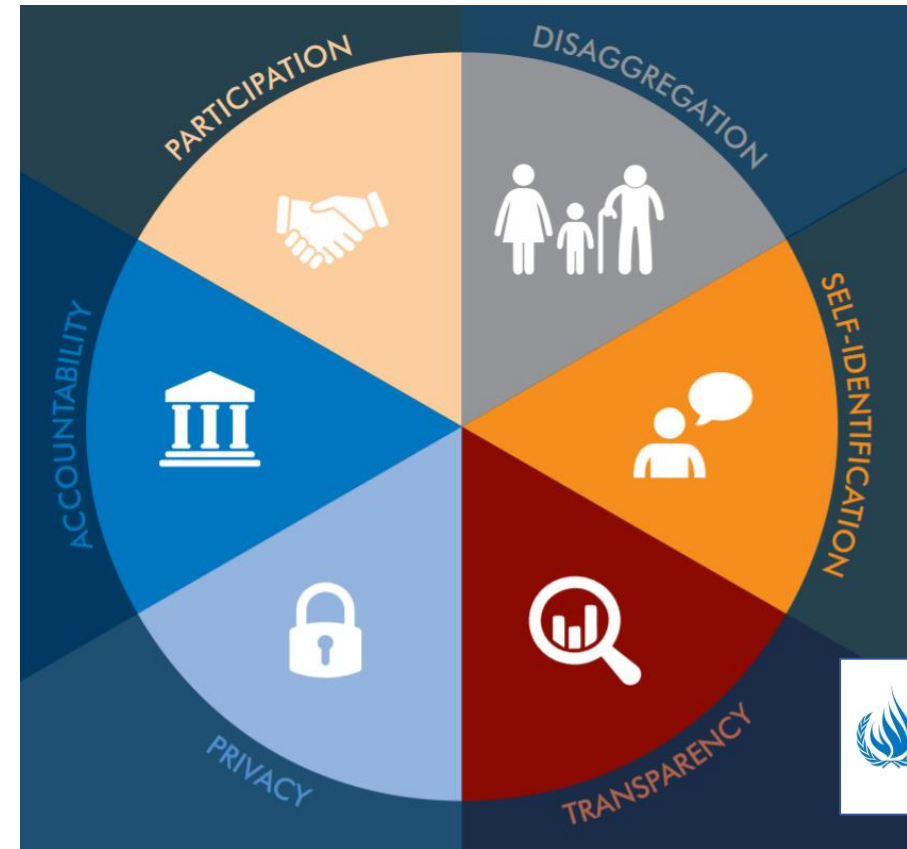 PARTICIPATION
DISAGGREGATION
SELF-IDENTIFICATION
TRANSPARENCY
PRIVACY
ACCOUNTABILITY